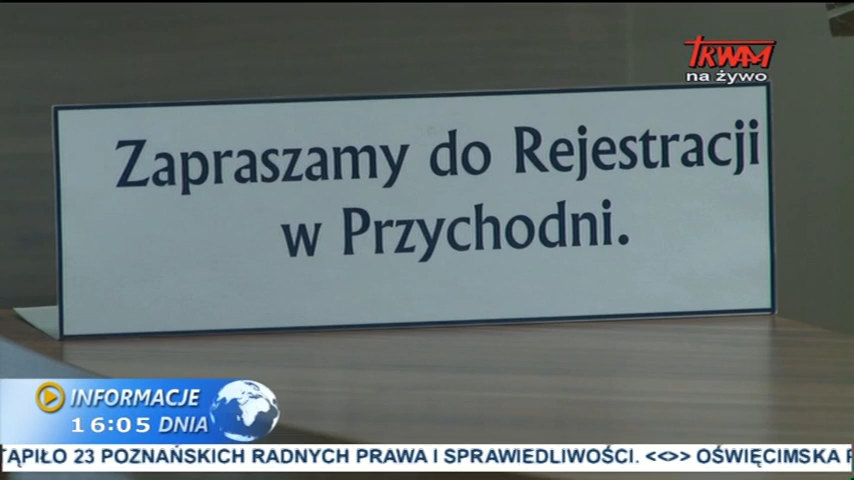 TRWAM
na żywo
Zapraszamy do Rejestracji
w Przychodni.
INFORMACJE
16:05 DNIA
TĄPIŁO 23 POZNAŃSKICH RADNYCH PRAWA I SPRAWIEDLIWOŚCI. <<o>> OŚWIĘCIMSKA